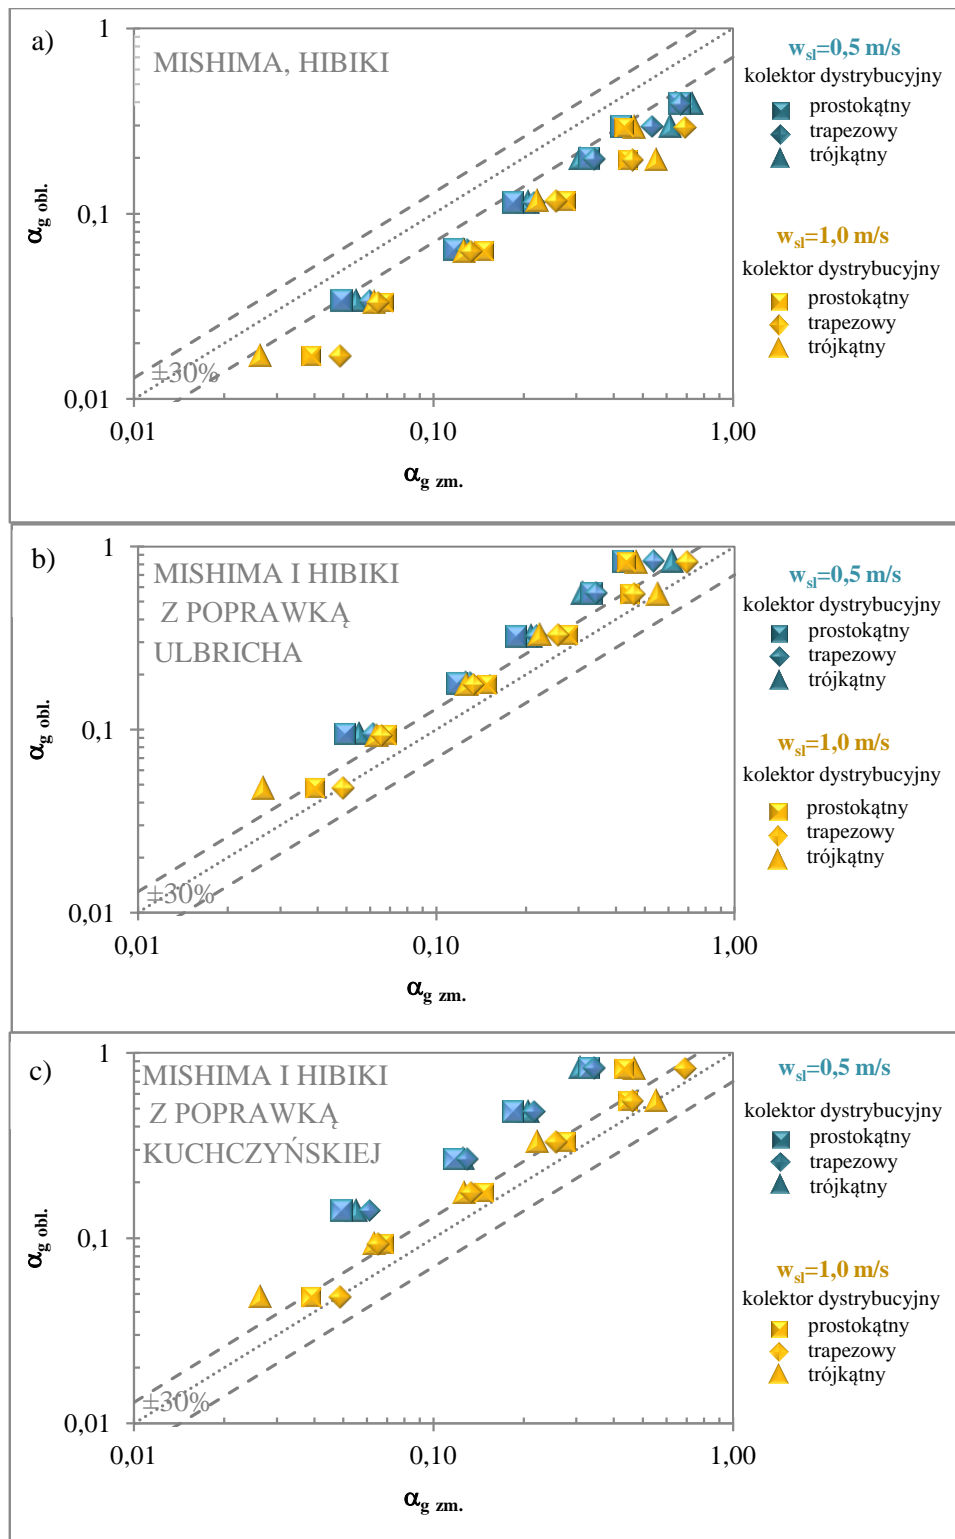 a)
MISHIMA, HIBIKI
1
0,1
0,01
αg obl.
±30%
0,01
0,10
1,00
αg zm.
wsl=0,5 m/s
kolektor dystrybucyjny
prostokątny
trapezowy
trójkątny
wsl=1,0 m/s
kolektor dystrybucyjny
prostokątny
trapezowy
trójkątny
b)
MISHIMA I HIBIKI
Z POPRAWKĄ
ULBRICHA
1
0,1
0,01
αg obl.
±30%
0,01
0,10
1,00
αg zm.
wsl=0,5 m/s
kolektor dystrybucyjny
prostokątny
trapezowy
trójkątny
wsl=1,0 m/s
kolektor dystrybucyjny
prostokątny
trapezowy
trójkątny
c)
MISHIMA I HIBIKI
Z POPRAWKĄ
KUCHCZYŃSKIEJ
1
0,1
0,01
αg obl.
±30%
0,01
0,10
1,00
αg zm.
wsl=0,5 m/s
kolektor dystrybucyjny
prostokątny
trapezowy
trójkątny
wsl=1,0 m/s
kolektor dystrybucyjny
prostokątny
trapezowy
trójkątny